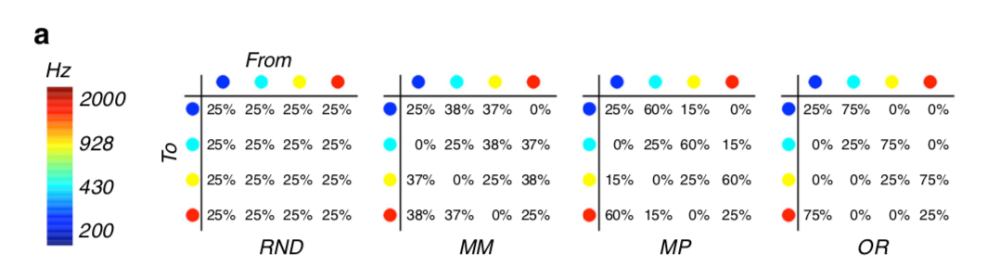 a
Hz
2000
928
430
200
From
To
25% 25% 25% 25%
25% 25% 25% 25%
25% 25% 25% 25%
25% 25% 25% 25%
RND
25% 38% 37% 0%
0% 25% 38% 37%
37% 0% 25% 38%
38% 37% 0% 25%
MM
25% 60% 15% 0%
0% 25% 60% 15%
15% 0% 25% 60%
60% 15% 0% 25%
MP
25% 75% 0% 0%
0% 25% 75% 0%
0% 0% 25% 75%
75% 0% 0% 25%
OR